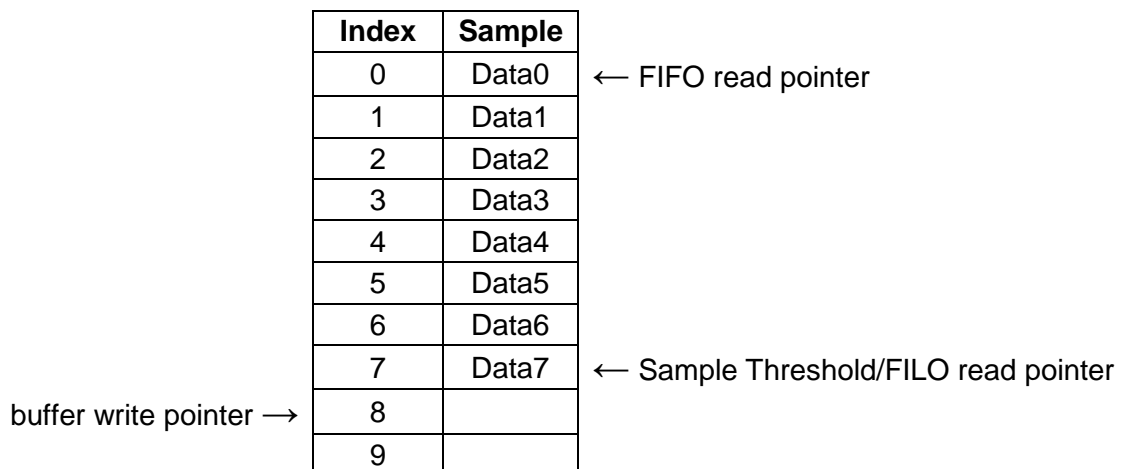 Index Sample
0 Data0 ← FIFO read pointer
1 Data1
2 Data2
3 Data3
4 Data4
5 Data5
6 Data6
7 Data7 ← Sample Threshold/FILO read pointer
buffer write pointer → 8
9